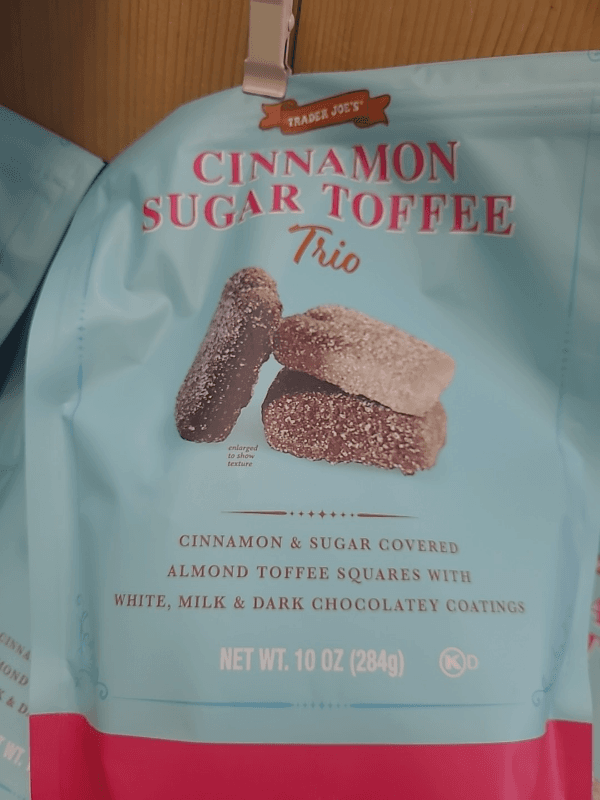 TRADER JOE'S
CINNAMON
SUGAR TOFFEE
Trio
enlarged
to show
texture
CINNAMON & SUGAR COVERED
ALMOND TOFFEE SQUARES WITH
WHITE, MILK & DARK CHOCOLATEY COATINGS
NET WT. 10 OZ (284g)
K D